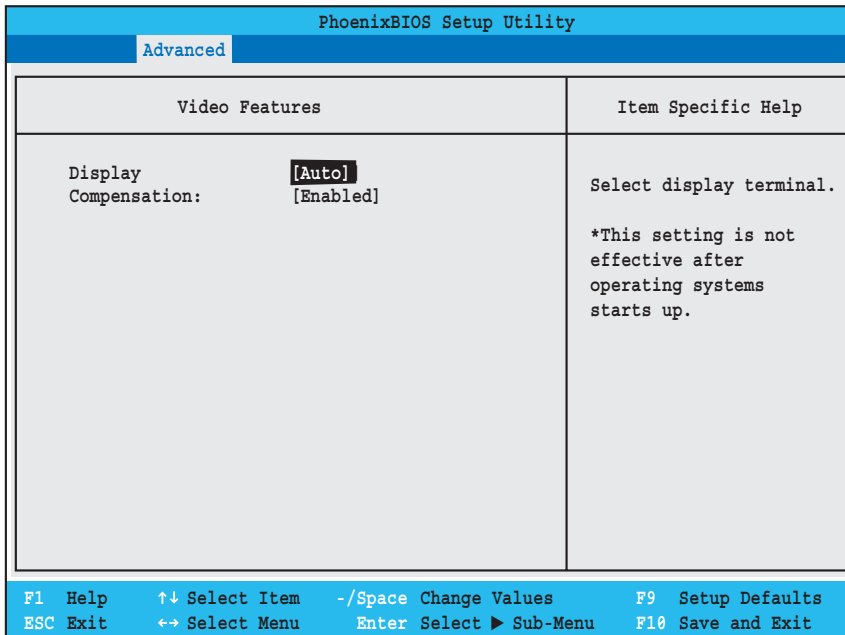 PhoenixBIOS Setup Utility
Advanced
Video Features
Item Specific Help
Display [Auto]
Compensation: [Enabled]
Select display terminal.
*This setting is not
effective after
operating systems
starts up.
F1 Help ↑↓ Select Item -/Space Change Values F9 Setup Defaults
ESC Exit ←→ Select Menu Enter Select ▶ Sub-Menu F10 Save and Exit